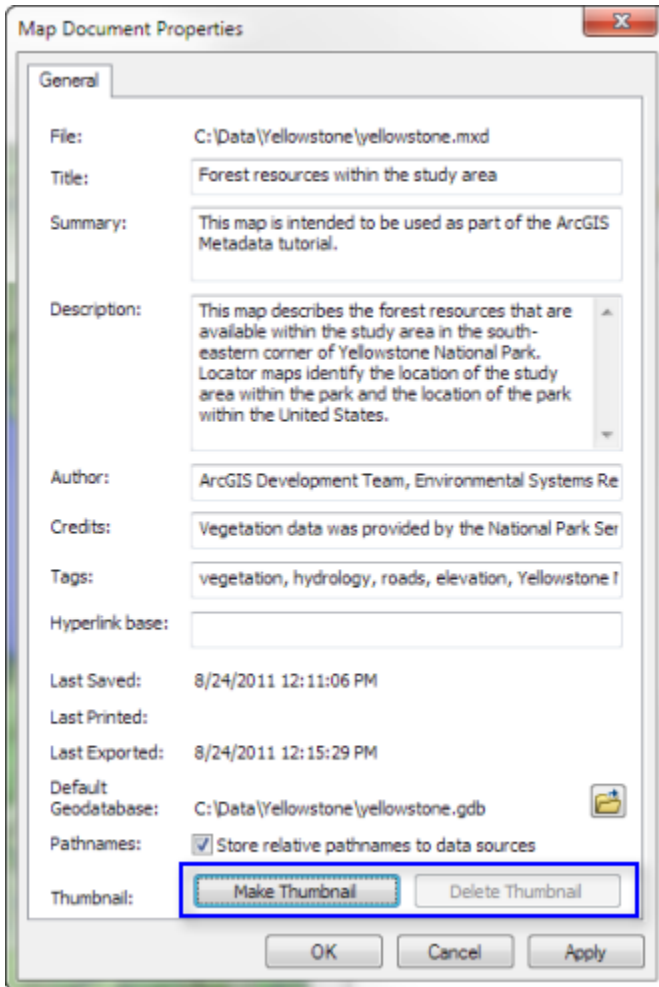 Map Document Properties
General
File: C:\Data\Yellowstone\yellowstone.mxd
Title: Forest resources within the study area
Summary: This map is intended to be used as part of the ArcGIS
Metadata tutorial.
Description: This map describes the forest resources that are
available within the study area in the south-
eastern corner of Yellowstone National Park.
Locator maps identify the location of the study
area within the park and the location of the park
within the United States.
Author: ArcGIS Development Team, Environmental Systems Re
Credits: Vegetation data was provided by the National Park Ser
Tags: vegetation, hydrology, roads, elevation, Yellowstone
Hyperlink base:
Last Saved: 8/24/2011 12:11:06 PM
Last Printed:
Last Exported: 8/24/2011 12:15:29 PM
Default
Geodatabase: C:\Data\Yellowstone\yellowstone.gdb
Pathnames: Store relative pathnames to data sources
Thumbnail: Make Thumbnail Delete Thumbnail
OK Cancel Apply